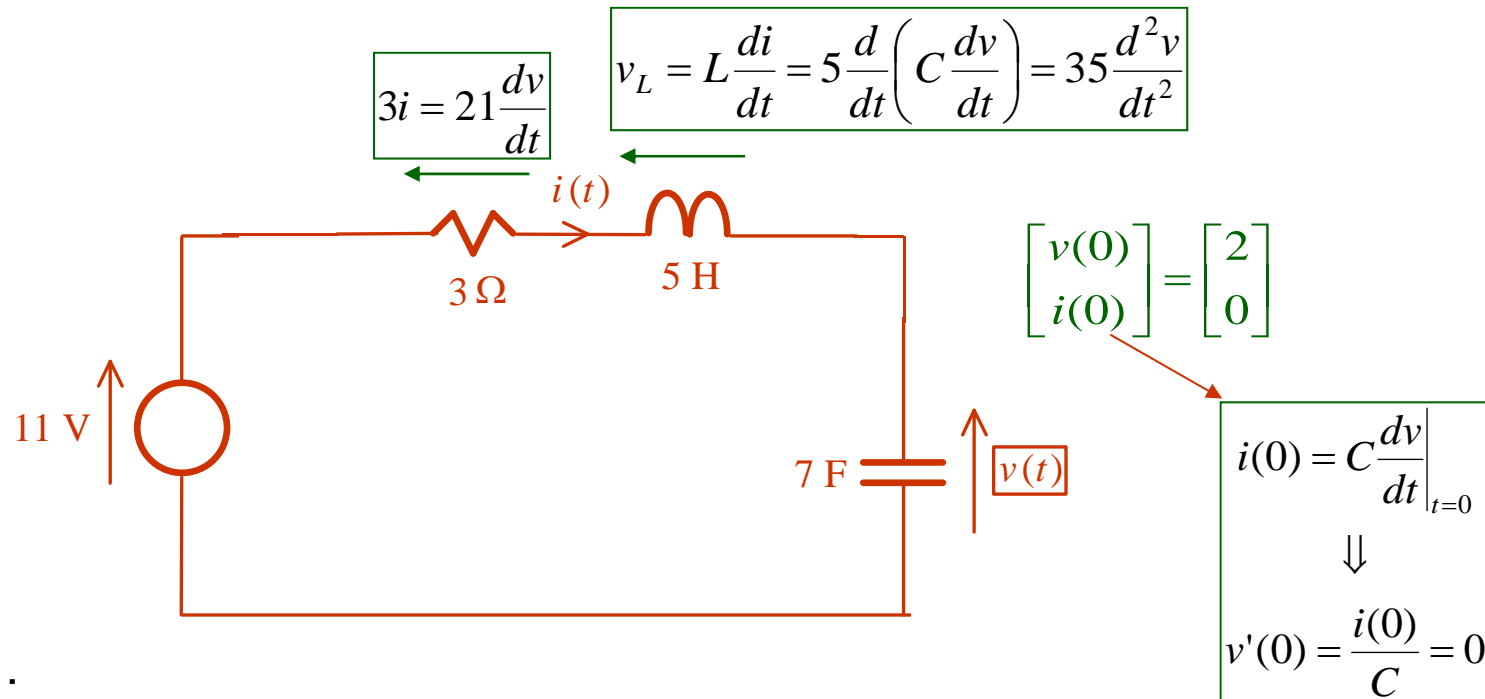 v_L = L di/dt = 5 d/dt (C dv/dt) = 35 d²v/dt²
3i = 21 dv/dt
i(t)
3 Ω
5 H
[v(0) i(0)] = [2 0]
11 V
7 F
v(t)
i(0) = C dv/dt |t=0
⇓
v'(0) = i(0)/C = 0
.